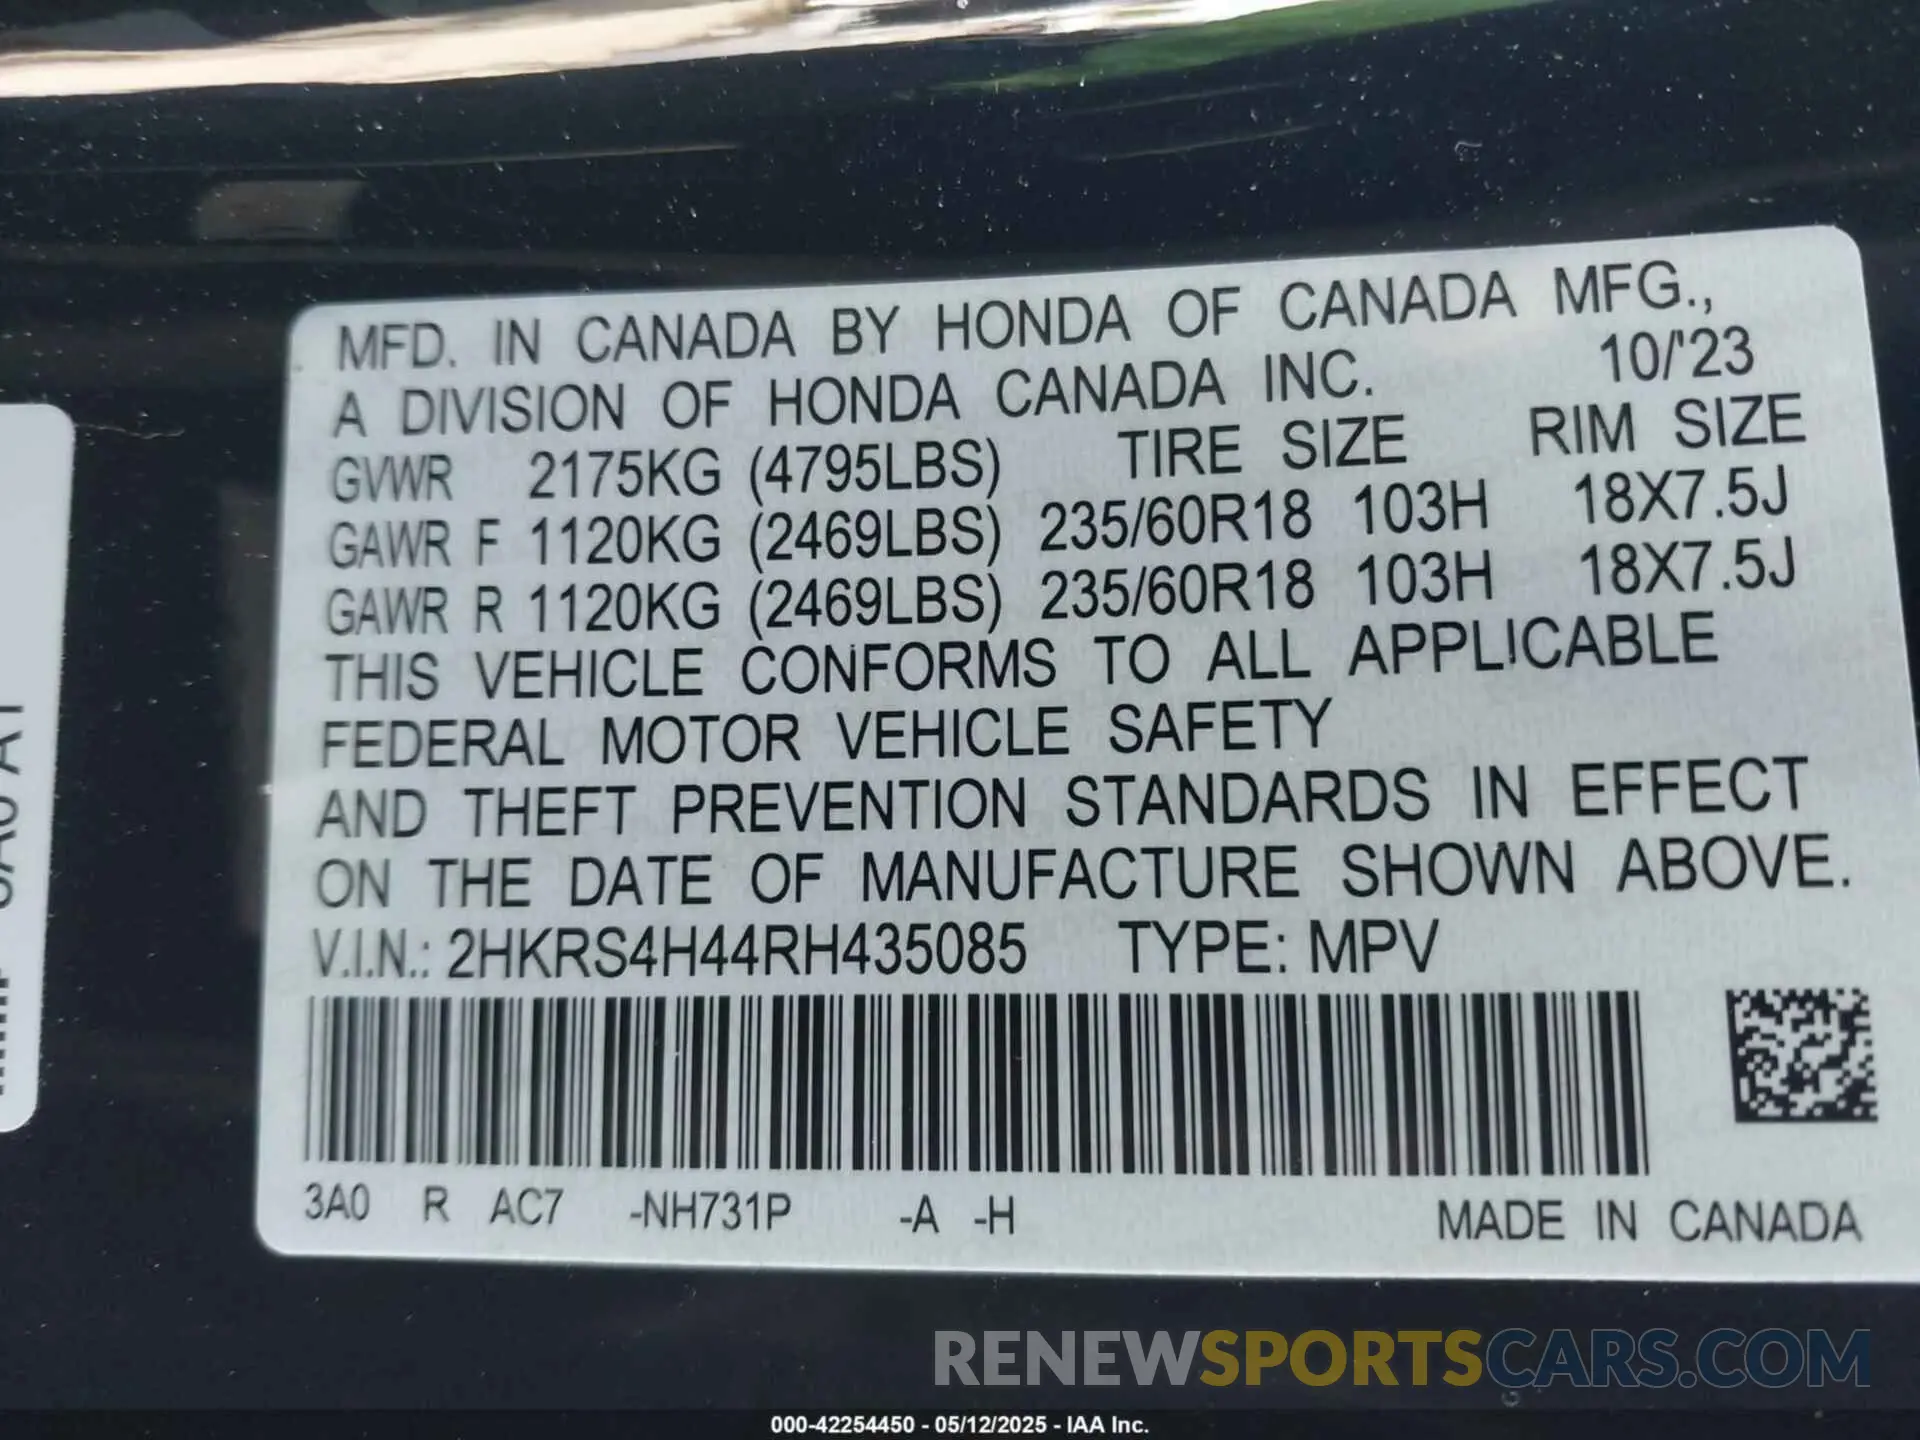 MFD. IN CANADA BY HONDA OF CANADA MFG.,
A DIVISION OF HONDA CANADA INC. 10/'23
GVWR 2175KG (4795LBS) TIRE SIZE RIM SIZE
GAWR F 1120KG (2469LBS) 235/60R18 103H 18X7.5J
GAWR R 1120KG (2469LBS) 235/60R18 103H 18X7.5J
THIS VEHICLE CONFORMS TO ALL APPLICABLE
FEDERAL MOTOR VEHICLE SAFETY
AND THEFT PREVENTION STANDARDS IN EFFECT
ON THE DATE OF MANUFACTURE SHOWN ABOVE.
V.I.N.: 2HKRS4H44RH435085 TYPE: MPV
3A0 R AC7 -NH731P -A -H MADE IN CANADA
RENEWSPORTSCARS.COM
000-42254450 - 05/12/2025 - IAA Inc.